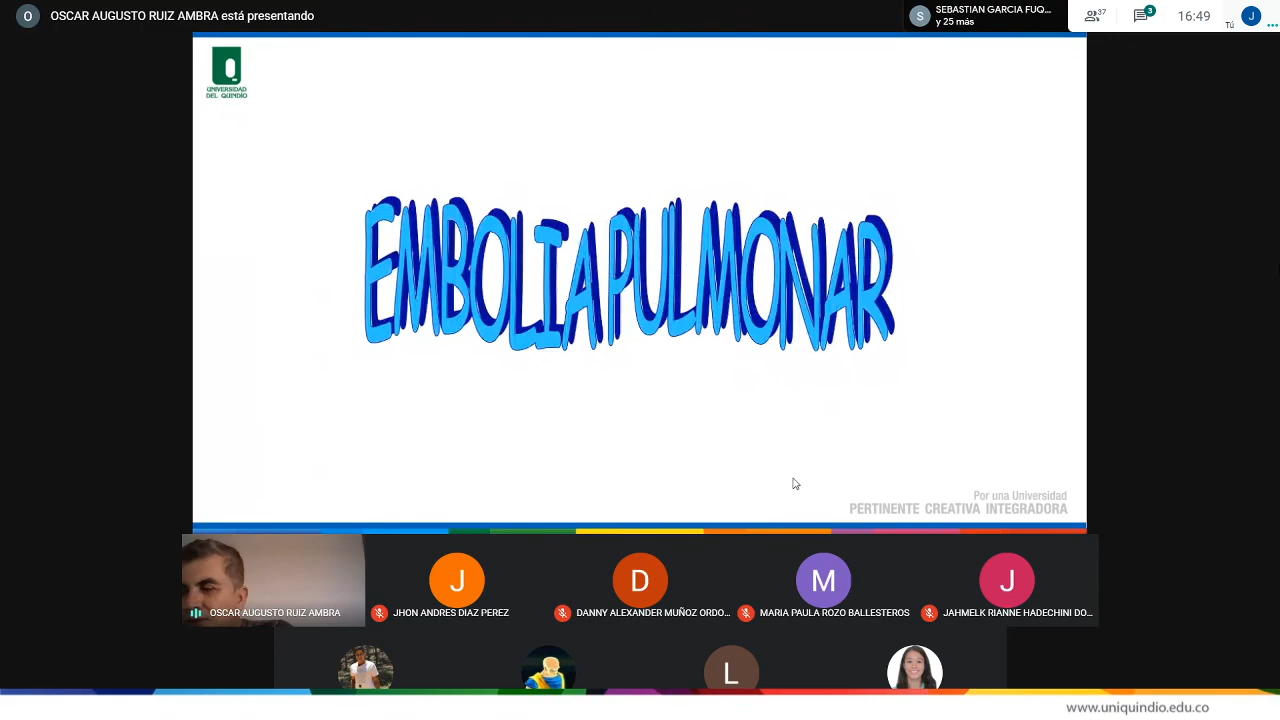 O
OSCAR AUGUSTO RUIZ AMBRA está presentando
S
SEBASTIAN GARCIA FUQ...
y 25 más
37
3
16:49
Tú
J
UNIVERSIDAD
DEL QUINDÍO
EMBOLIA PULMONAR
Por una Universidad
PERTINENTE CREATIVA INTEGRADORA
J
D
M
J
OSCAR AUGUSTO RUIZ AMBRA
JHON ANDRES DIAZ PEREZ
DANNY ALEXANDER MUÑOZ ORDO...
MARIA PAULA ROZO BALLESTEROS
JAHMELK RIANNE HADECHINI DO...
L
www.uniquindio.edu.co